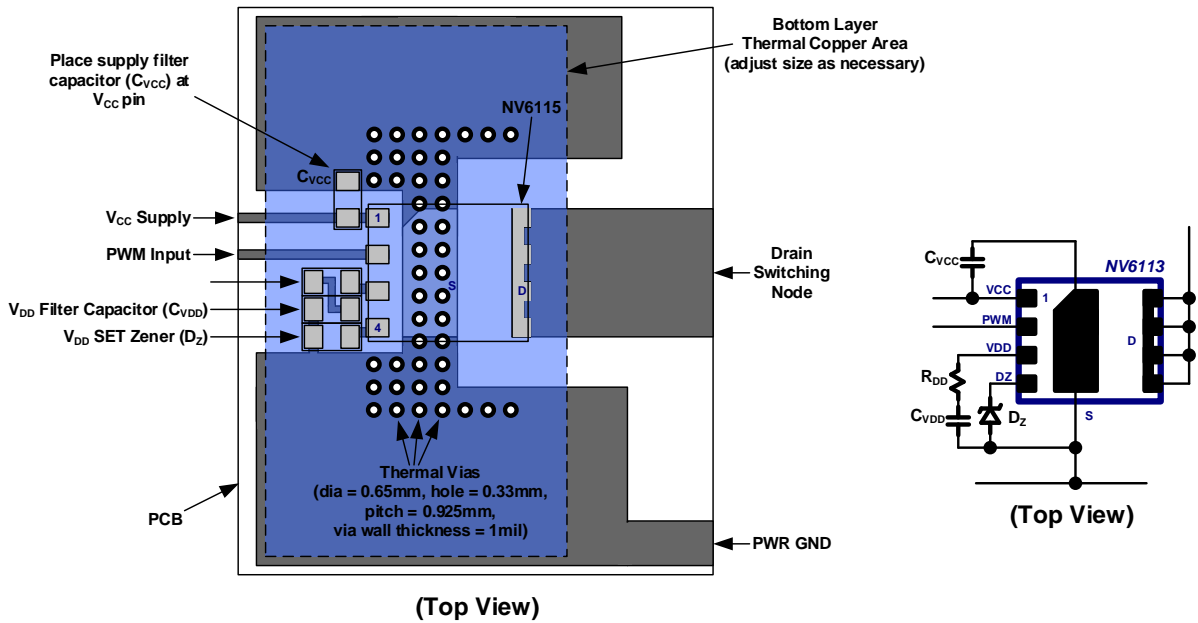 Bottom Layer
Thermal Copper Area
(adjust size as necessary)
Place supply filter
capacitor (CVCC) at
VCC pin
NV6115
CVCC
VCC Supply
1
PWM Input
Drain
Switching
Node
S
D
VDD Filter Capacitor (CVDD)
VDD SET Zener (DZ)
4
Thermal Vias
(dia = 0.65mm, hole = 0.33mm,
pitch = 0.925mm,
via wall thickness = 1mil)
PCB
PWR GND
(Top View)
CVCC
NV6113
VCC
1
PWM
VDD
D
RDD
DZ
CVDD
DZ
S
(Top View)